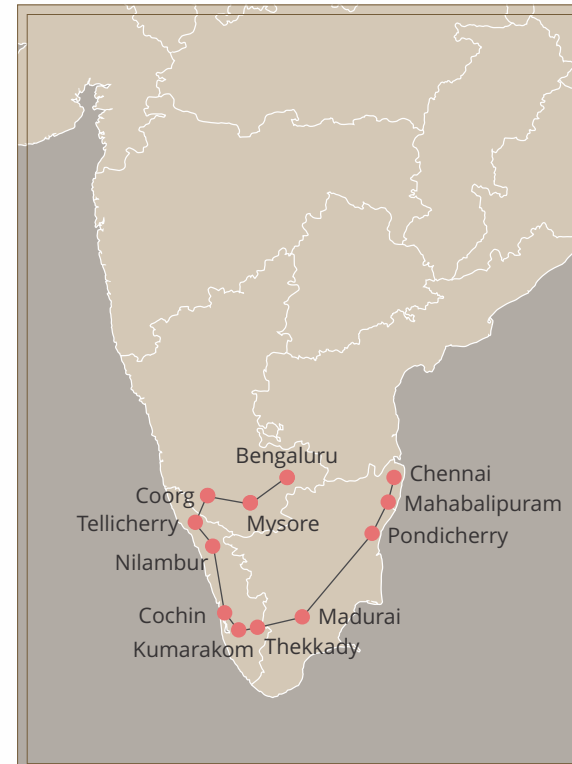 Bengaluru
Chennai
Coorg
Mahabalipuram
Tellicherry
Mysore
Pondicherry
Nilambur
Cochin
Madurai
Kumarakom
Thekkady